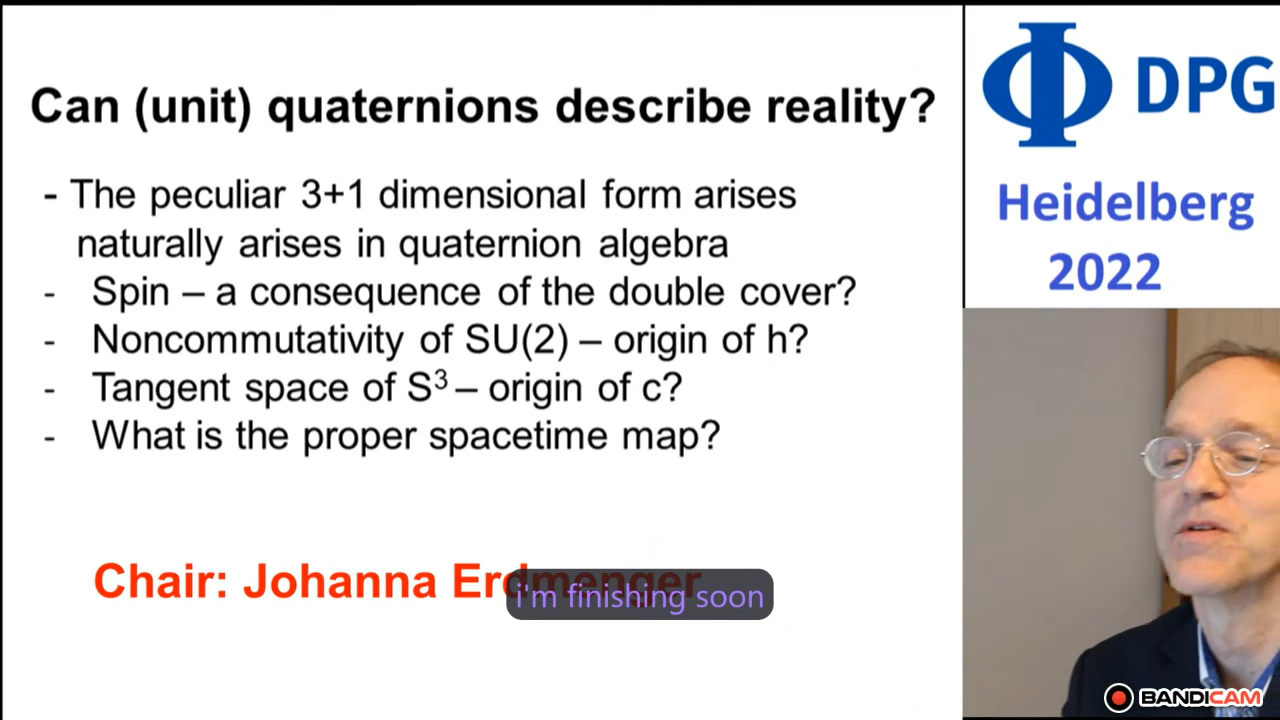 Can (unit) quaternions describe reality?
- The peculiar 3+1 dimensional form arises
naturally arises in quaternion algebra
- Spin – a consequence of the double cover?
- Noncommutativity of SU(2) – origin of h?
- Tangent space of S³ – origin of c?
- What is the proper spacetime map?
Chair: Johanna Erdmenger
i'm finishing soon
DPG
Heidelberg
2022
BANDICAM